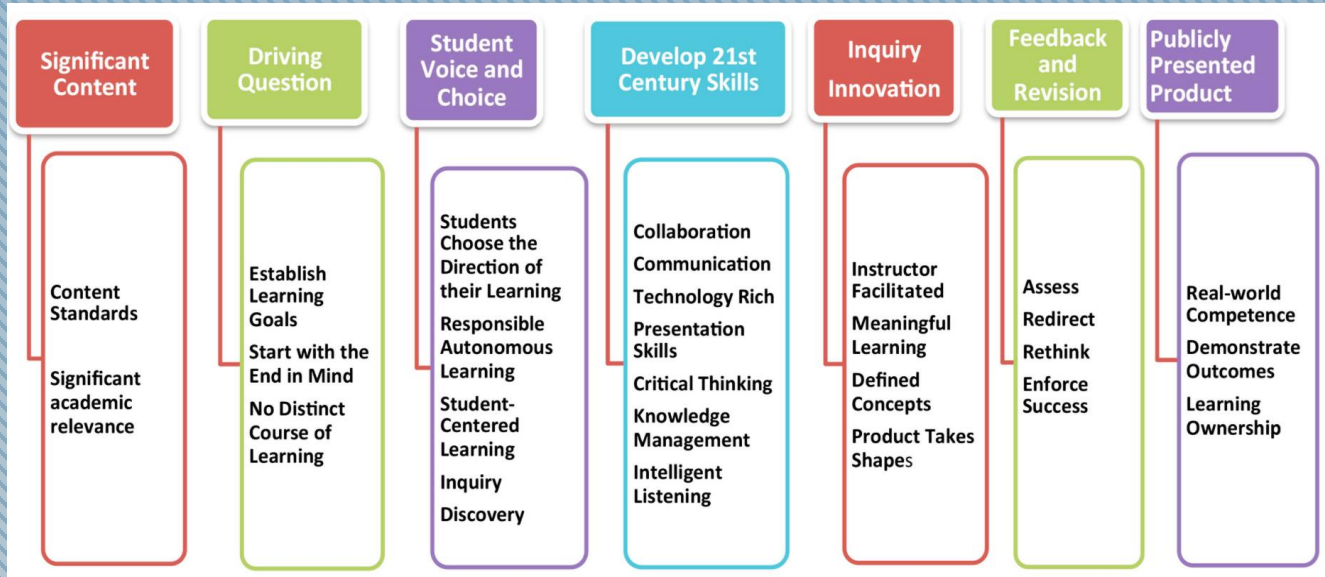 Significant
Content
Content
Standards
Significant
academic
relevance
Driving
Question
Establish
Learning
Goals
Start with the
End in Mind
No Distinct
Course of
Learning
Student
Voice and
Choice
Students
Choose the
Direction of
their Learning
Responsible
Autonomous
Learning
Student-
Centered
Learning
Inquiry
Discovery
Develop 21st
Century Skills
Collaboration
Communication
Technology Rich
Presentation
Skills
Critical Thinking
Knowledge
Management
Intelligent
Listening
Inquiry
Innovation
Instructor
Facilitated
Meaningful
Learning
Defined
Concepts
Product Takes
Shapes
Feedback
and
Revision
Assess
Redirect
Rethink
Enforce
Success
Publicly
Presented
Product
Real-world
Competence
Demonstrate
Outcomes
Learning
Ownership